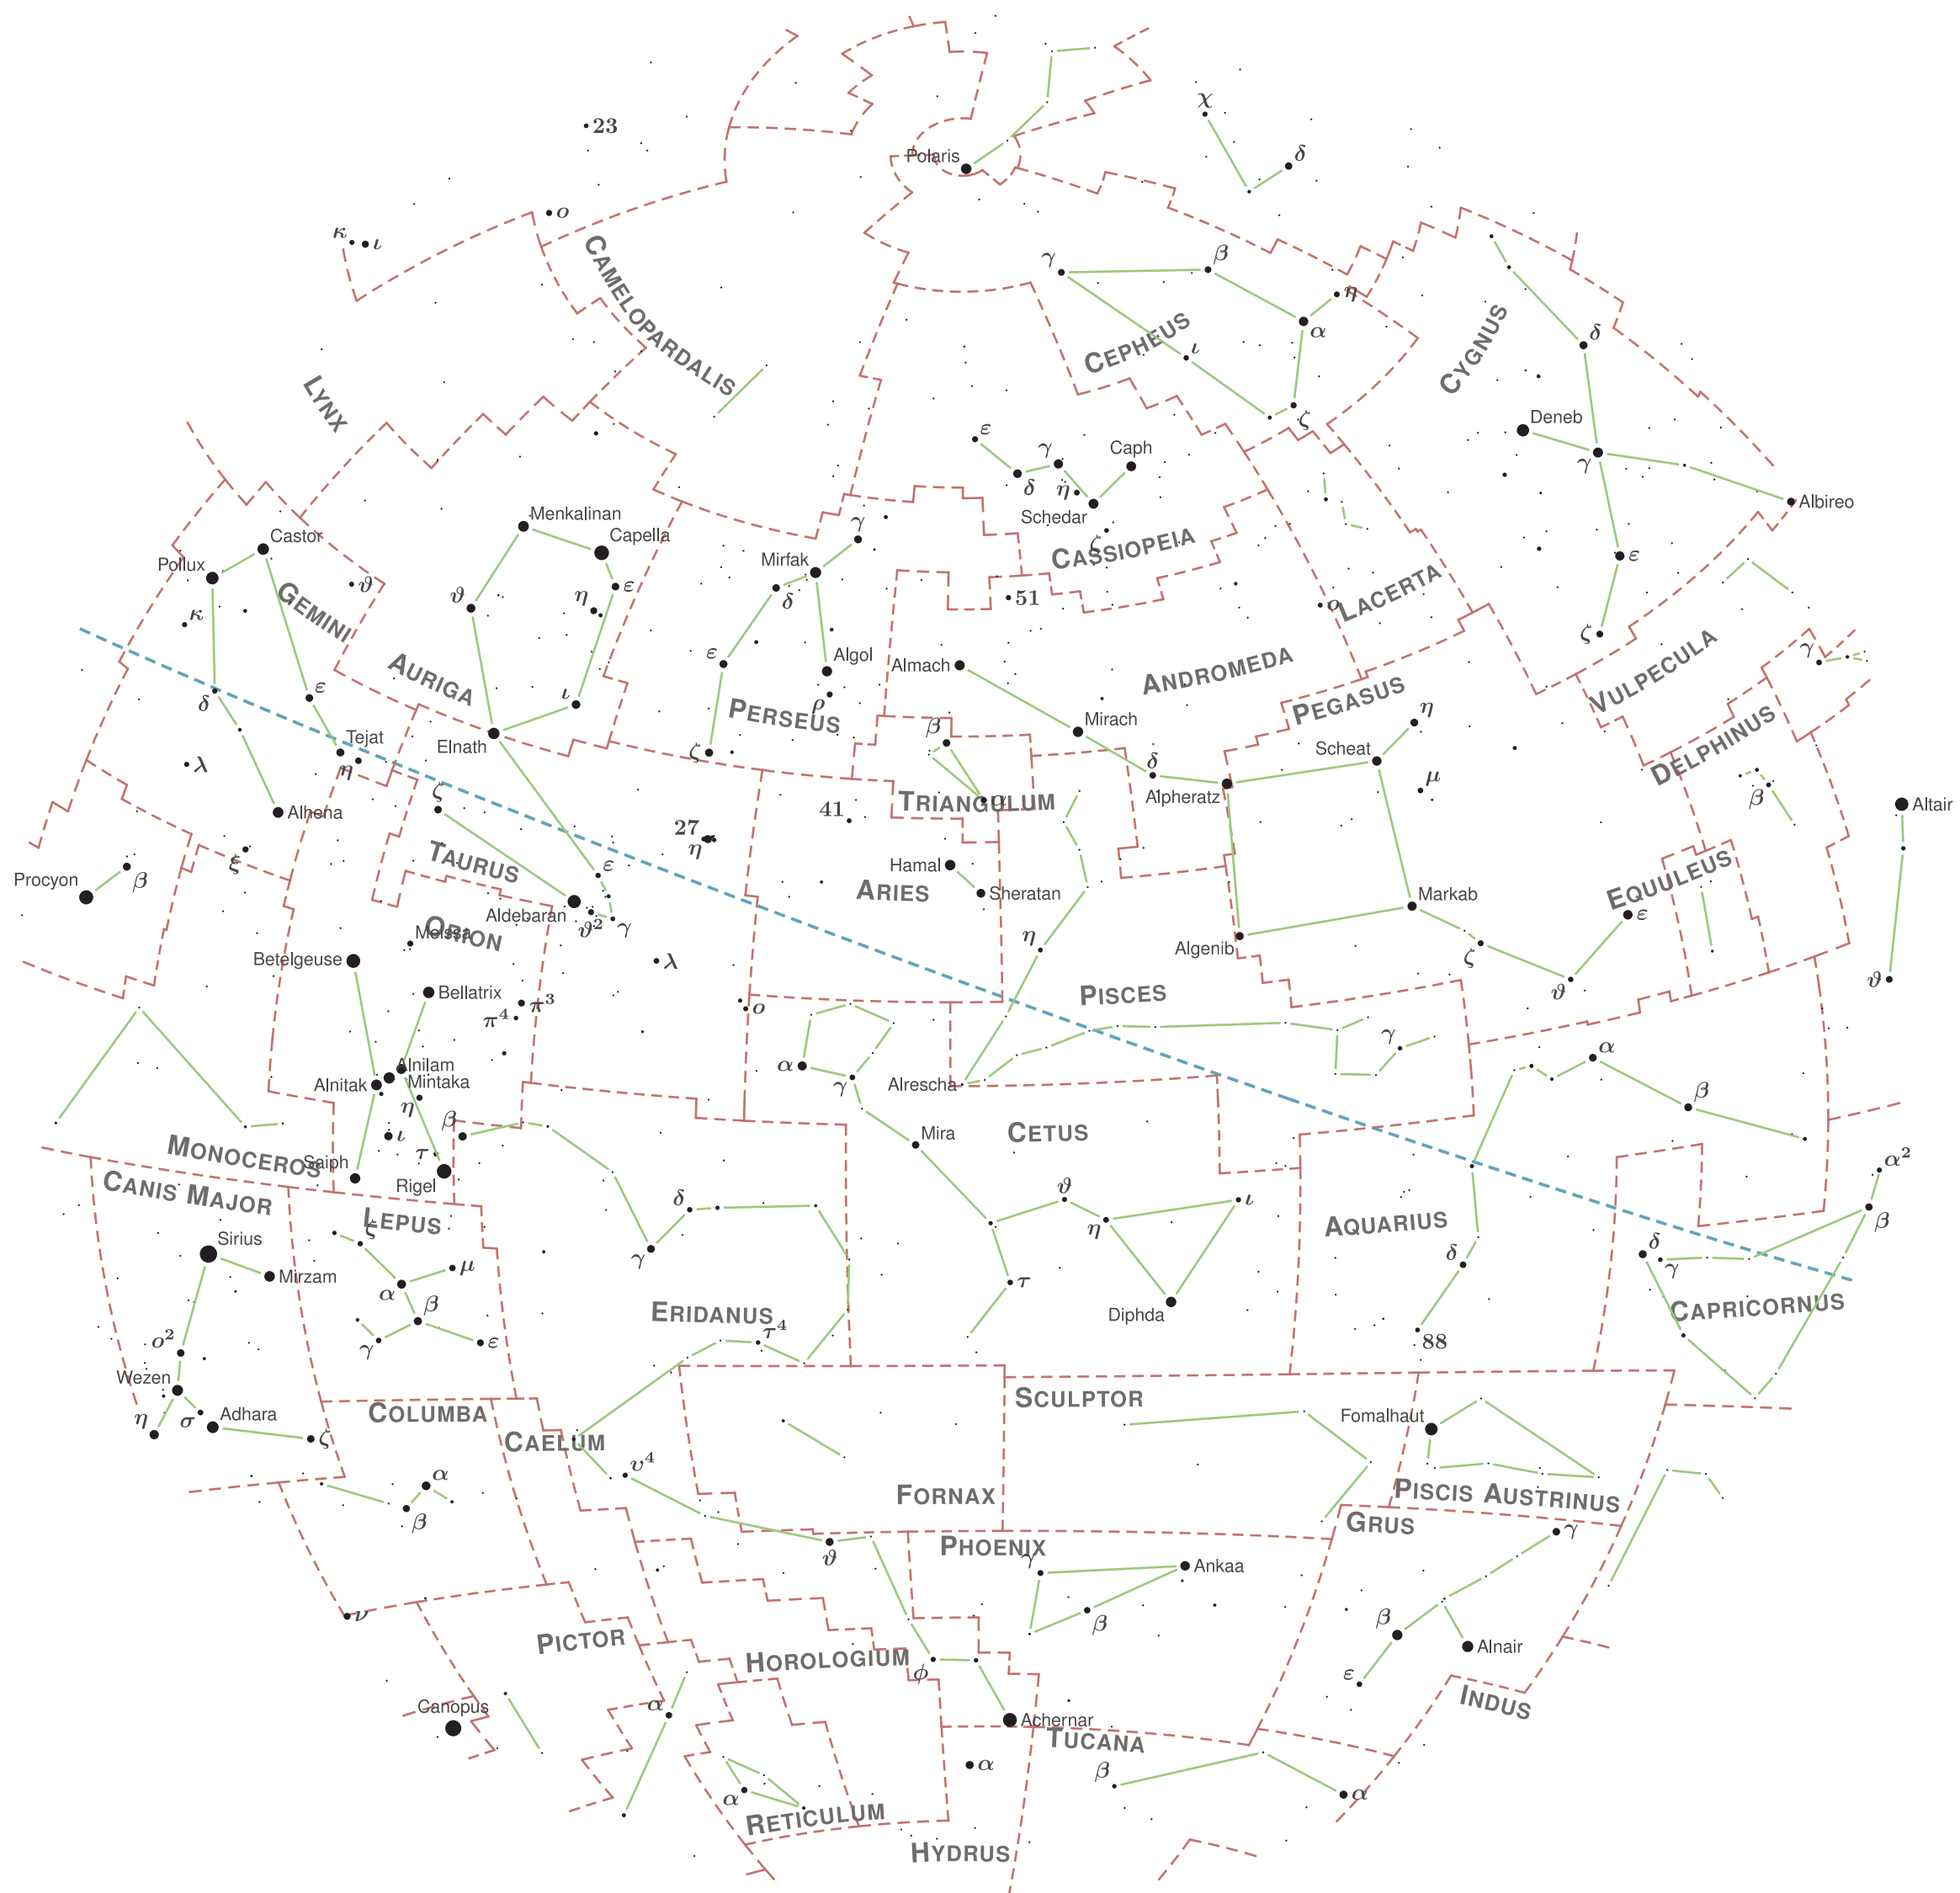 χ
23
Polaris
δ
ο
κ
ι
CAMELOPARDALIS
γ
β
η
CEPHEUS
α
ι
CYGNUS
δ
LYNX
ζ
Deneb
ε
γ
Caph
γ
δ
η
Schedar
Albireo
Menkalinan
Castor
Capella
γ
ζ
CASSIOPEIA
Pollux
Mirfak
ε
ϑ
GEMINI
ϑ
η
ε
δ
κ
51
ο
LACERTA
ζ
ε
Algol
Almach
ANDROMEDA
VULPECULA
γ
AURIGA
δ
ε
ι
ρ
PERSEUS
PEGASUS
Mirach
η
Tejat
Elnath
β
Scheat
DELPHINUS
ζ
η
λ
δ
μ
ζ
Alpheratz
β
Alhena
α
TRIANGULUM
41
Altair
27
η
TAURUS
ξ
ε
Hamal
EQUULEUS
Procyon
β
ARIES
Sheratan
Markab
Aldebaran
ε
ϑ²
γ
ORION
Meissa
η
Algenib
ζ
Betelgeuse
λ
ϑ
ϑ
Bellatrix
π³
π⁴
ο
PISCES
γ
α
Alnilam
α
Alnitak
Mintaka
γ
Alrescha
η
β
β
ι
Mira
CETUS
MONOCEROS
τ
Saiph
Rigel
α²
CANIS MAJOR
δ
ϑ
ι
LEPUS
ζ
η
AQUARIUS
β
Sirius
γ
δ
δ
γ
Mirzam
μ
α
τ
β
ERIDANUS
Diphda
CAPRICORNUS
ο²
γ
ε
τ⁴
88
Wezen
SCULPTOR
η
σ
Adhara
COLUMBA
Fomalhaut
ζ
CAELUM
υ⁴
α
FORNAX
PISCIS AUSTRINUS
β
GRUS
γ
ϑ
PHOENIX
γ
Ankaa
ν
β
β
PICTOR
Alnair
HOROLOGIUM
φ
ε
Canopus
α
INDUS
Achernar
TUCANA
α
β
α
α
RETICULUM
HYDRUS